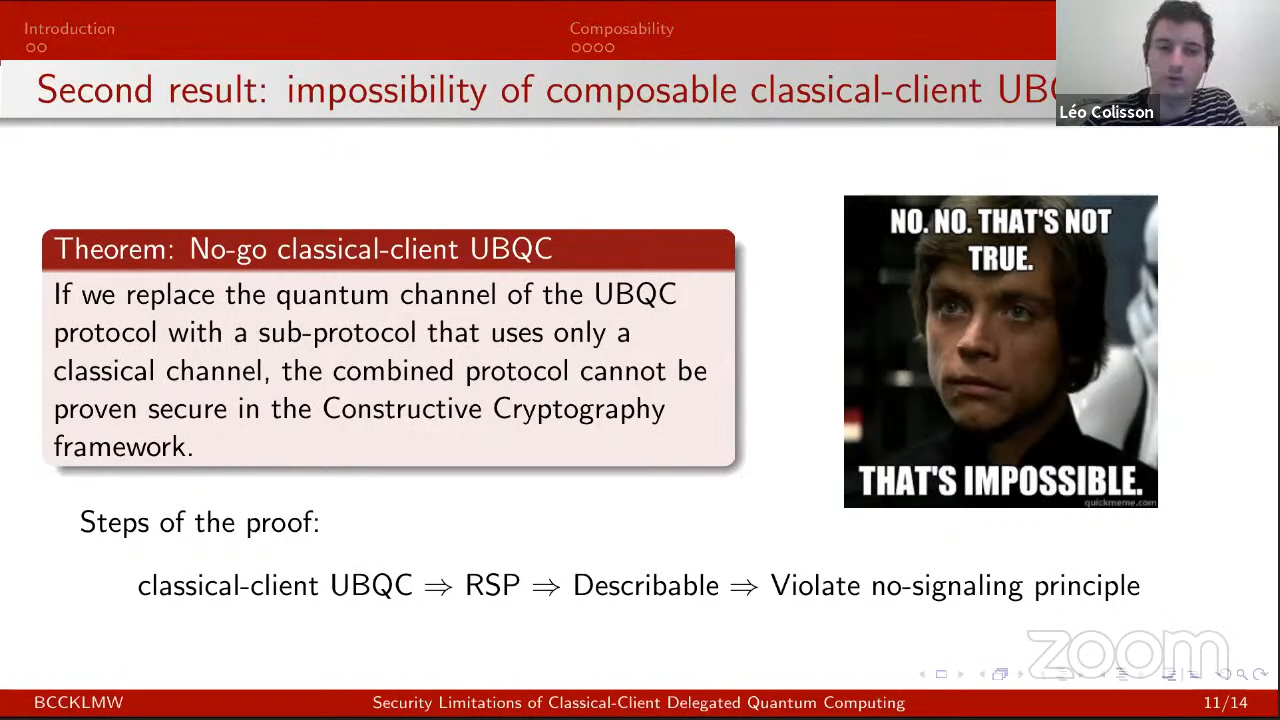 Introduction
Composability
Second result: impossibility of composable classical-client UBQ
Léo Colisson
Theorem: No-go classical-client UBQC
If we replace the quantum channel of the UBQC
protocol with a sub-protocol that uses only a
classical channel, the combined protocol cannot be
proven secure in the Constructive Cryptography
framework.
NO. NO. THAT'S NOT
TRUE.
THAT'S IMPOSSIBLE.
quickmeme.com
Steps of the proof:
classical-client UBQC ⇒ RSP ⇒ Describable ⇒ Violate no-signaling principle
zoom
BCCKLMW
Security Limitations of Classical-Client Delegated Quantum Computing
11/14